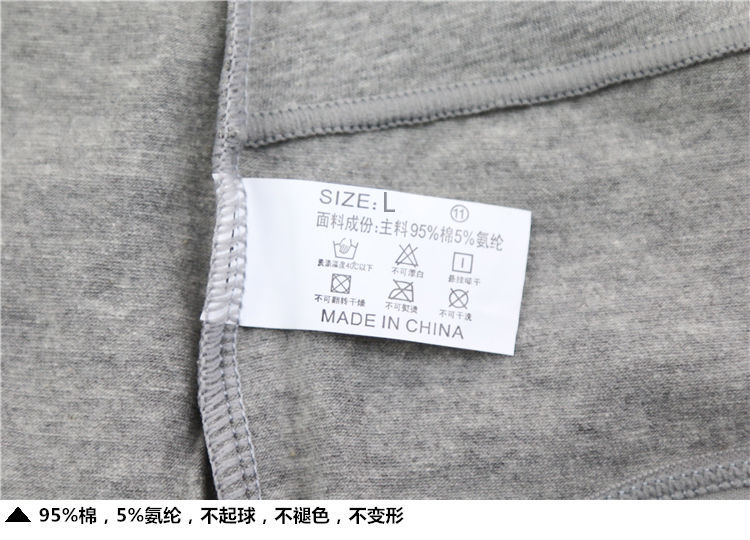 SIZE: L
⑪
面料成份:主料95%棉5%氨纶
不可漂白
悬挂晾干
不可翻转干燥
不可熨烫
不可干洗
MADE IN CHINA
▲ 95%棉，5%氨纶，不起球，不褪色，不变形